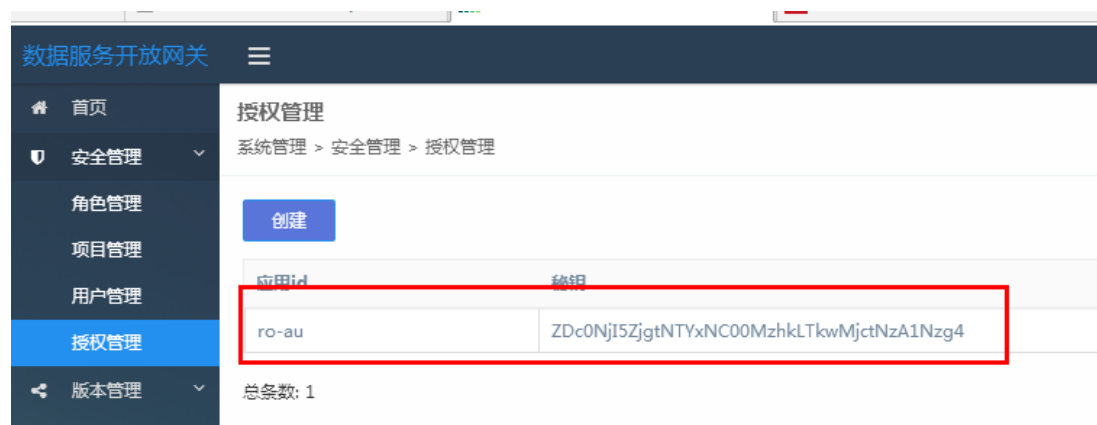 数据服务开放网关
首页
安全管理
角色管理
项目管理
用户管理
授权管理
版本管理
授权管理
系统管理 > 安全管理 > 授权管理
创建
应用id 秘钥
ro-au ZDc0NjI5ZjgtNTYxNC00MzhkLTkwMjctNzA1Nzg4
总条数: 1